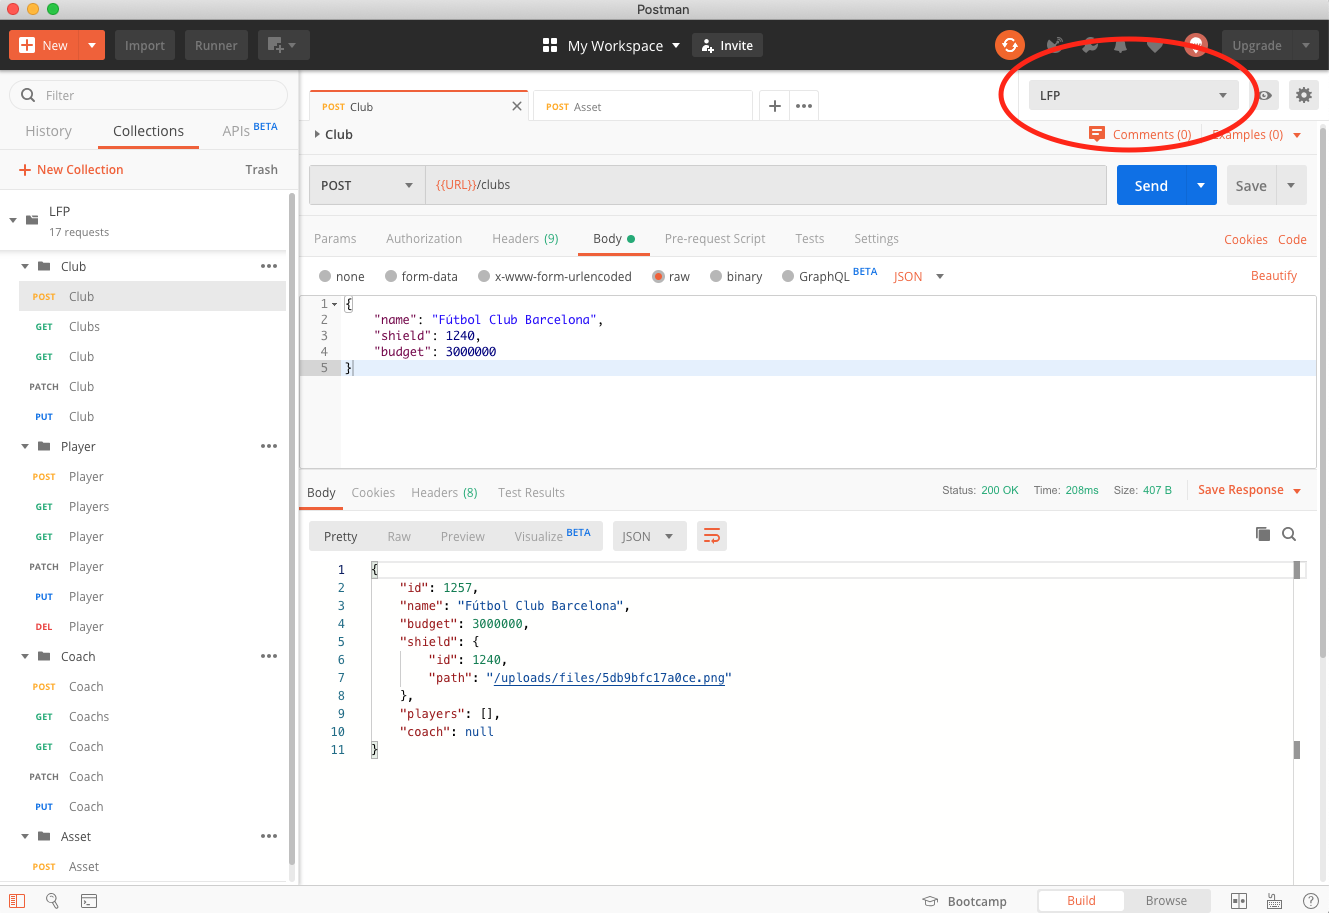 Postman
New
Import
Runner
My Workspace
Invite
Upgrade
Filter
History
Collections
APIs BETA
New Collection
Trash
LFP
17 requests
Club
POST Club
GET Clubs
GET Club
PATCH Club
PUT Club
Player
POST Player
GET Players
GET Player
PATCH Player
PUT Player
DEL Player
Coach
POST Coach
GET Coachs
GET Coach
PATCH Coach
PUT Coach
Asset
POST Asset
POST Club
POST Asset
LFP
Club
Comments (0)
Examples (0)
POST
{{URL}}/clubs
Send
Save
Params
Authorization
Headers (9)
Body
Pre-request Script
Tests
Settings
Cookies
Code
none
form-data
x-www-form-urlencoded
raw
binary
GraphQL BETA
JSON
Beautify
1 {
2 "name": "Fútbol Club Barcelona",
3 "shield": 1240,
4 "budget": 3000000
5 }
Body
Cookies
Headers (8)
Test Results
Status: 200 OK
Time: 208ms
Size: 407 B
Save Response
Pretty
Raw
Preview
Visualize BETA
JSON
1 {
2 "id": 1257,
3 "name": "Fútbol Club Barcelona",
4 "budget": 3000000,
5 "shield": {
6 "id": 1240,
7 "path": "/uploads/files/5db9bfc17a0ce.png"
8 },
9 "players": [],
10 "coach": null
11 }
Bootcamp
Build
Browse